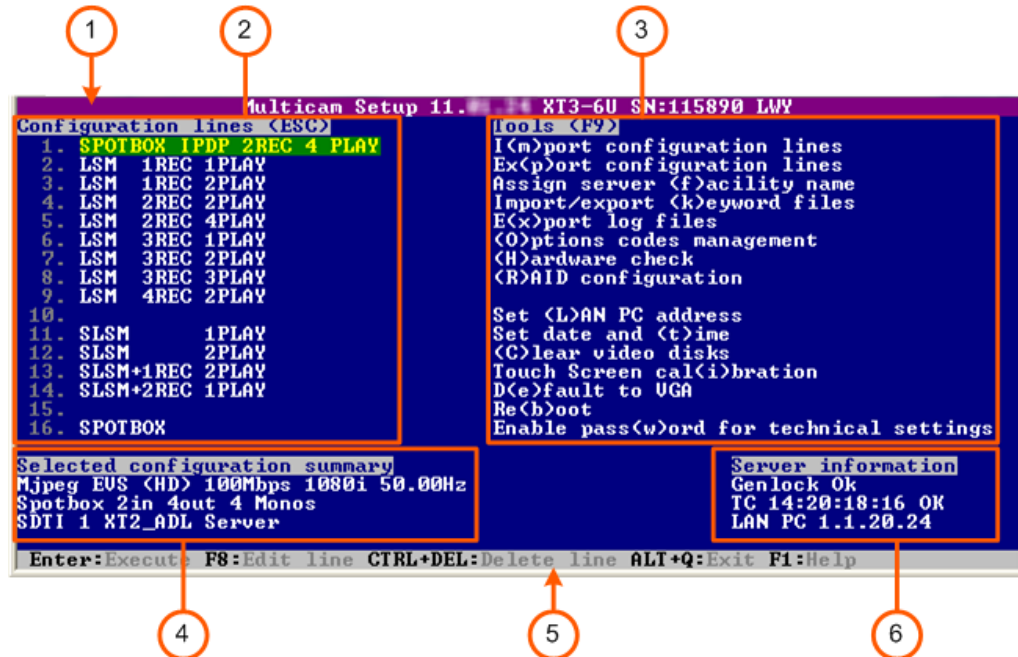 1
2
3
Multicam Setup 11. XT3-6U SN:115890 LWY
Configuration lines (ESC)
1. SPOTBOX IPDP 2REC 4 PLAY
2. LSM 1REC 1PLAY
3. LSM 1REC 2PLAY
4. LSM 2REC 2PLAY
5. LSM 2REC 4PLAY
6. LSM 3REC 1PLAY
7. LSM 3REC 2PLAY
8. LSM 3REC 3PLAY
9. LSM 4REC 2PLAY
10.
11. SLSM 1PLAY
12. SLSM 2PLAY
13. SLSM+1REC 2PLAY
14. SLSM+2REC 1PLAY
15.
16. SPOTBOX
Tools (F9)
I(m)port configuration lines
Ex(p)ort configuration lines
Assign server (f)acility name
Import/export (k)eyword files
E(x)port log files
(O)ptions codes management
(H)ardware check
(R)AID configuration
Set (L)AN PC address
Set date and (t)ime
(C)lear video disks
Touch Screen cal(i)bration
D(e)fault to VGA
Re(b)oot
Enable pass(w)ord for technical settings
Selected configuration summary
Mjpeg EVS (HD) 100Mbps 1080i 50.00Hz
Spotbox 2in 4out 4 Monos
SDTI 1 XT2_ADL Server
Server information
Genlock Ok
TC 14:20:18:16 OK
LAN PC 1.1.20.24
Enter:Execute F8:Edit line CTRL+DEL:Delete line ALT+Q:Exit F1:Help
4
5
6